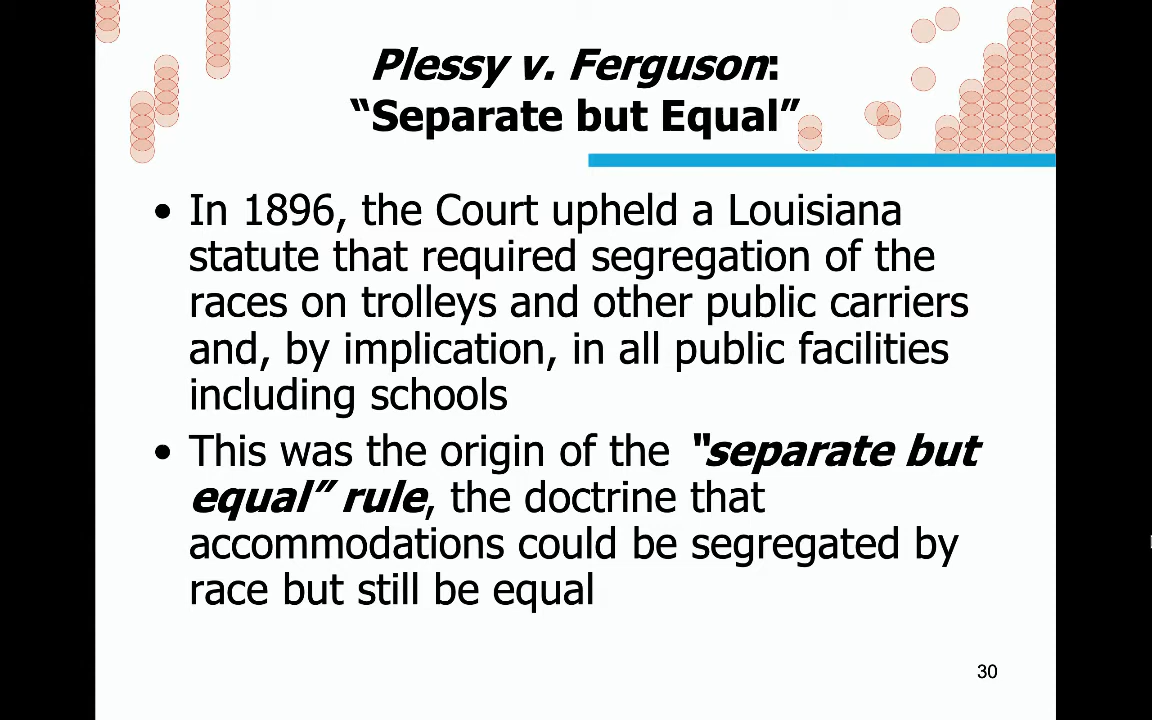 Plessy v. Ferguson:
“Separate but Equal”
• In 1896, the Court upheld a Louisiana
statute that required segregation of the
races on trolleys and other public carriers
and, by implication, in all public facilities
including schools
• This was the origin of the “separate but
equal” rule, the doctrine that
accommodations could be segregated by
race but still be equal
30